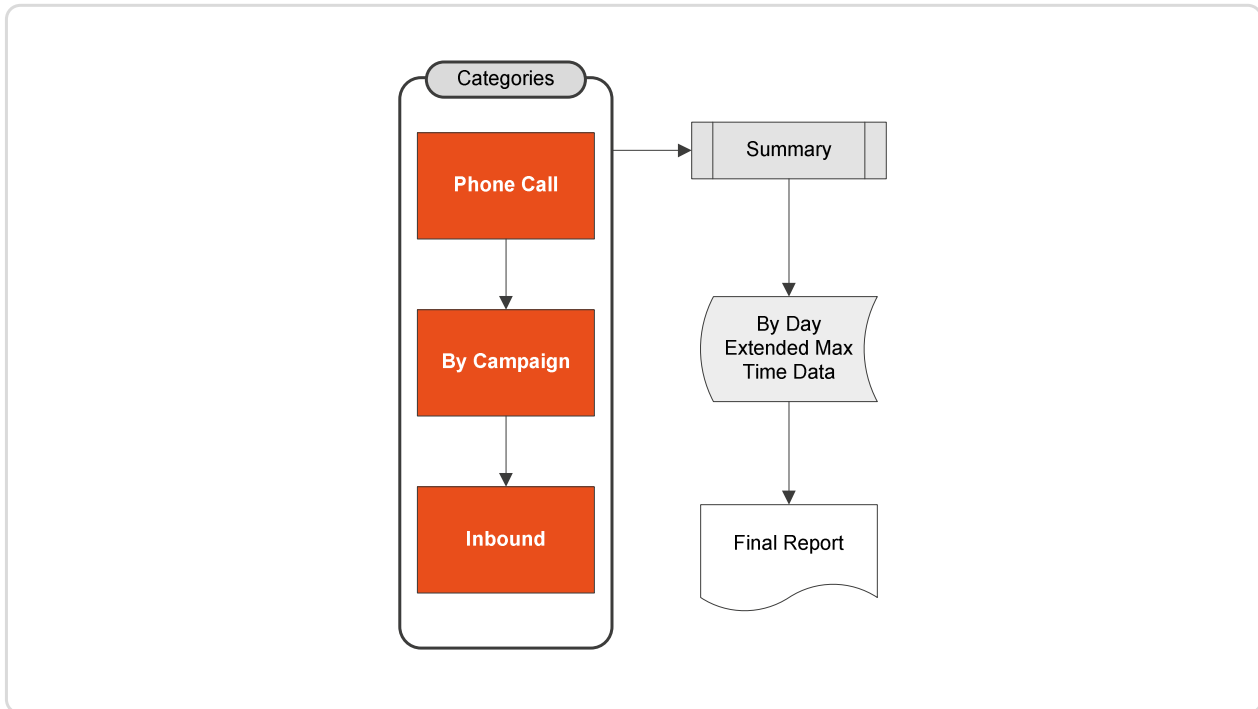 Categories
Phone Call
By Campaign
Inbound
Summary
By Day
Extended Max
Time Data
Final Report